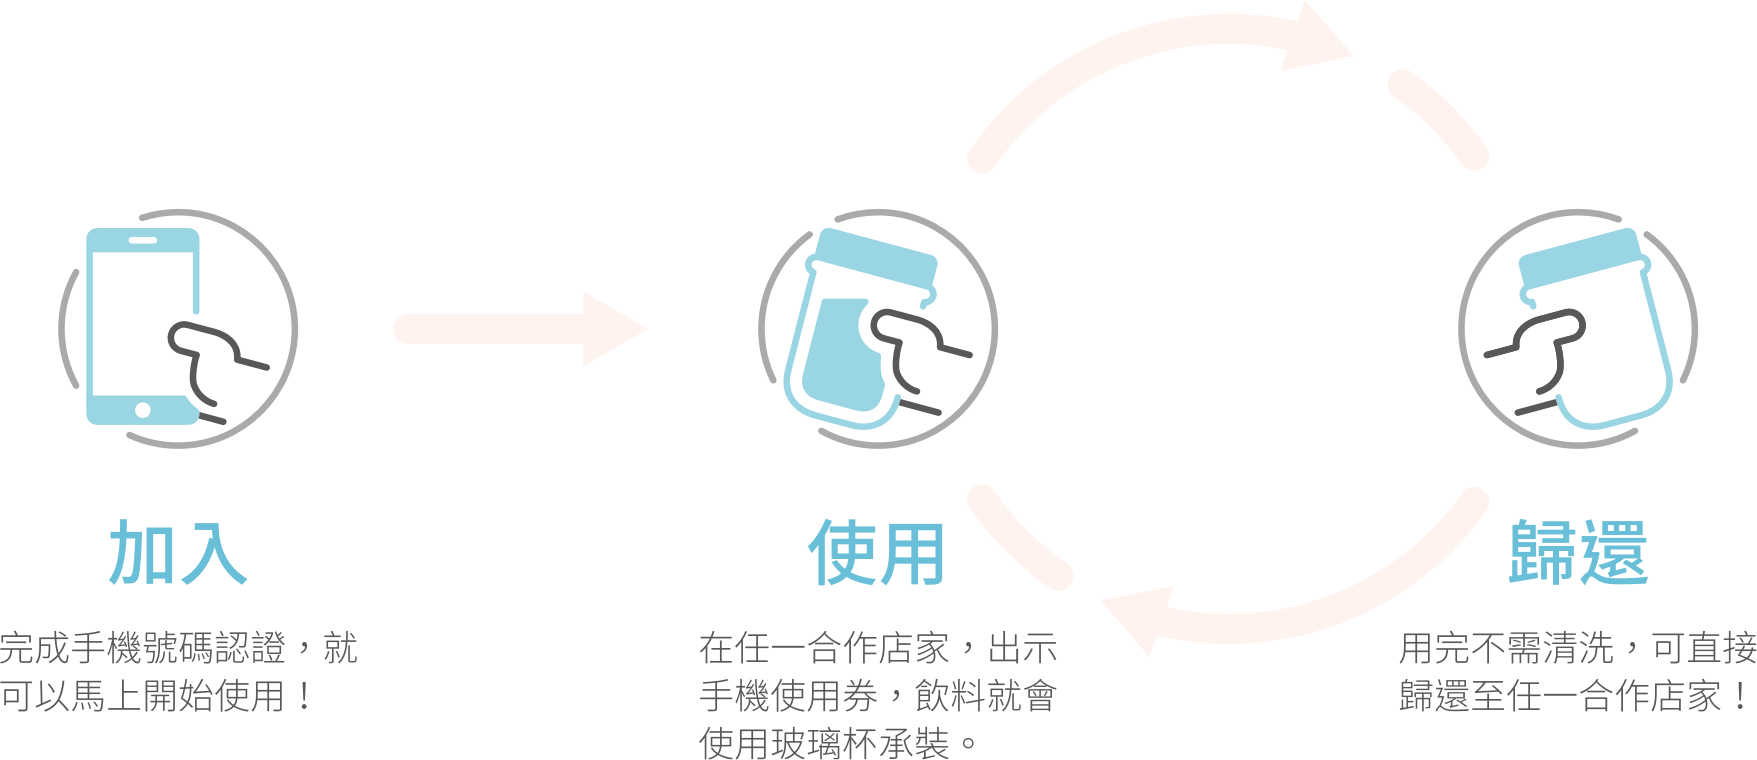 加入
完成手機號碼認證，就
可以馬上開始使用！
使用
在任一合作店家，出示
手機使用券，飲料就會
使用玻璃杯承裝。
歸還
用完不需清洗，可直接
歸還至任一合作店家！